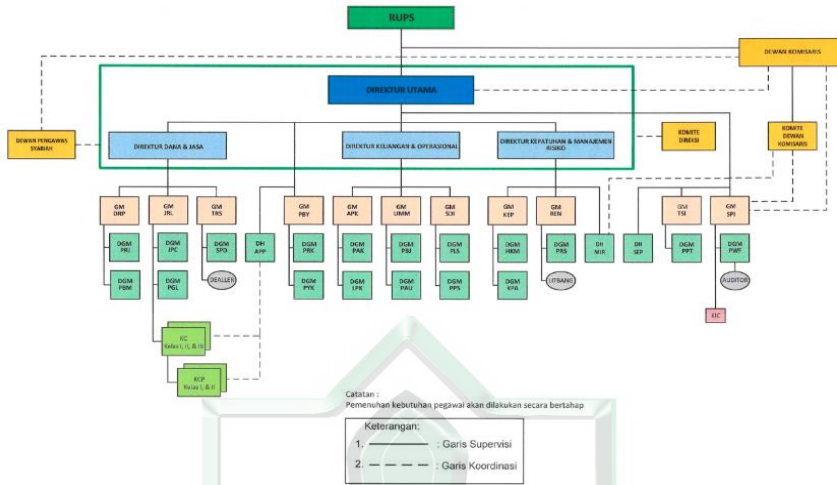 RUPS
DEWAN KOMISARIS
DIREKTUR UTAMA
DEWAN PENGAWAS
SYARIAH
DIREKTUR DANA & JASA
DIREKTUR KEUANGAN & OPERASIONAL
DIREKTUR KEPATUHAN & MANAJEMEN
RISIKO
KOMITE
DIREKSI
KOMITE
DEWAN
KOMISARIS
GM
DRP
GM
JRL
GM
TRS
GM
PBY
GM
APK
GM
UMM
GM
SDI
GM
KEP
GM
REN
GM
TSI
GM
SPI
DGM
JPC
DGM
SPD
DH
APP
DGM
PRK
DGM
PAK
DGM
PBJ
DGM
PLS
DGM
HRM
DGM
PRS
DH
MJR
DH
SEP
DGM
PPT
DGM
PWT
DGM
PBM
DGM
PGL
DEALLER
DGM
PYK
DGM
LPK
DGM
PAU
DGM
PPS
DGM
KPA
LITBANG
AUDITOR
KIC
KC
Kelas I, II, & III
KCP
Kelas I, & II
Catatan :
Pemenuhan kebutuhan pegawai akan dilakukan secara bertahap
Keterangan:
1. : Garis Supervisi
2. : Garis Koordinasi